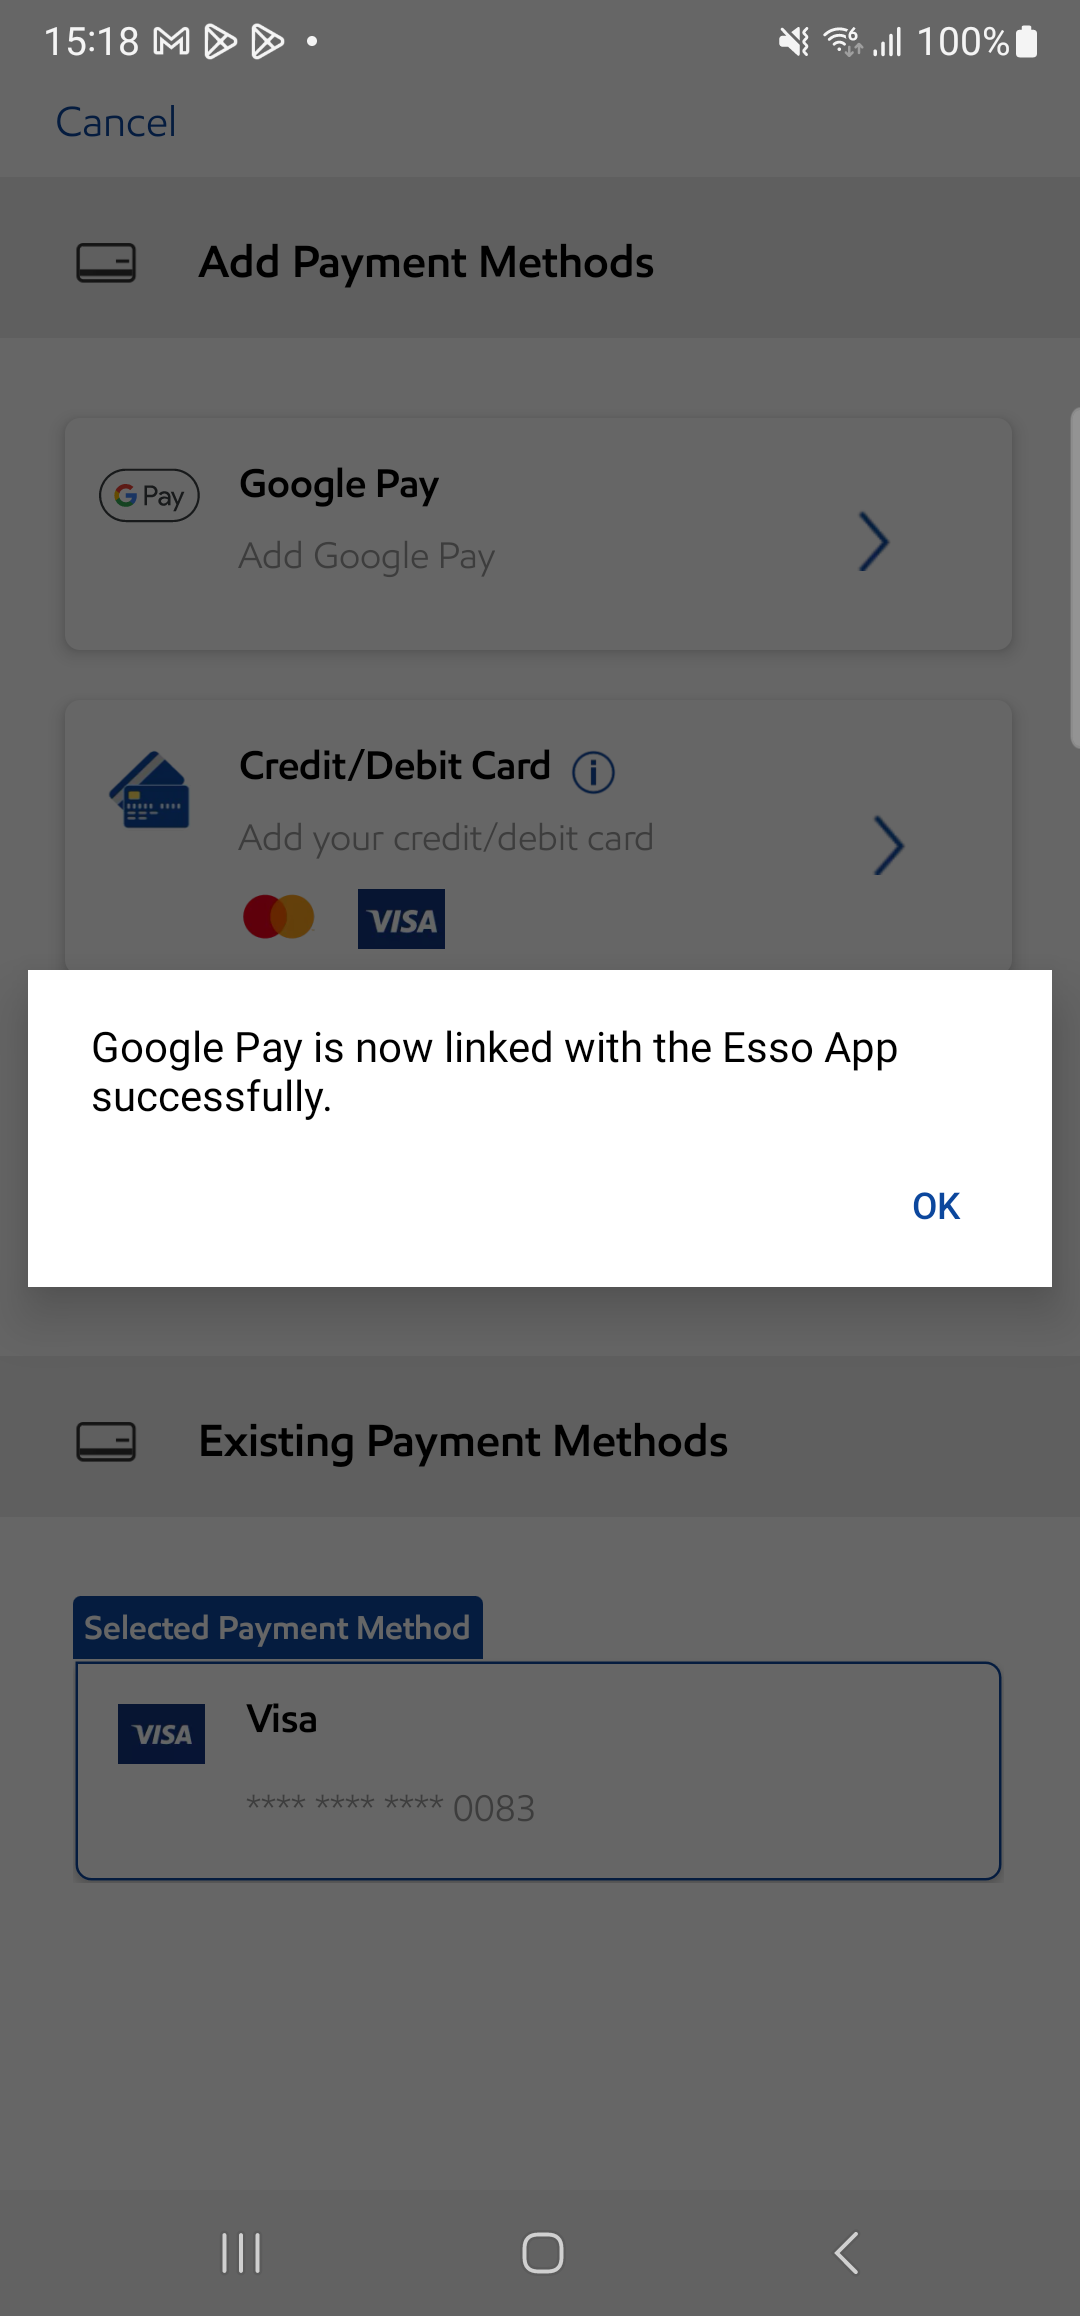 15:18
100%
Cancel
Add Payment Methods
G Pay
Google Pay
Add Google Pay
Credit/Debit Card
Add your credit/debit card
VISA
Google Pay is now linked with the Esso App
successfully.
OK
Existing Payment Methods
Selected Payment Method
VISA
Visa
**** **** **** 0083